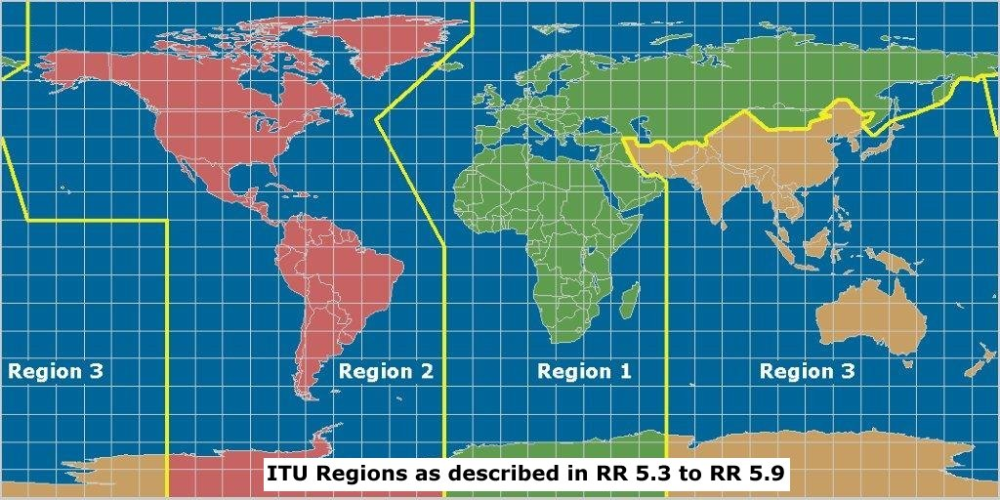 Region 3
Region 2
Region 1
Region 3
ITU Regions as described in RR 5.3 to RR 5.9